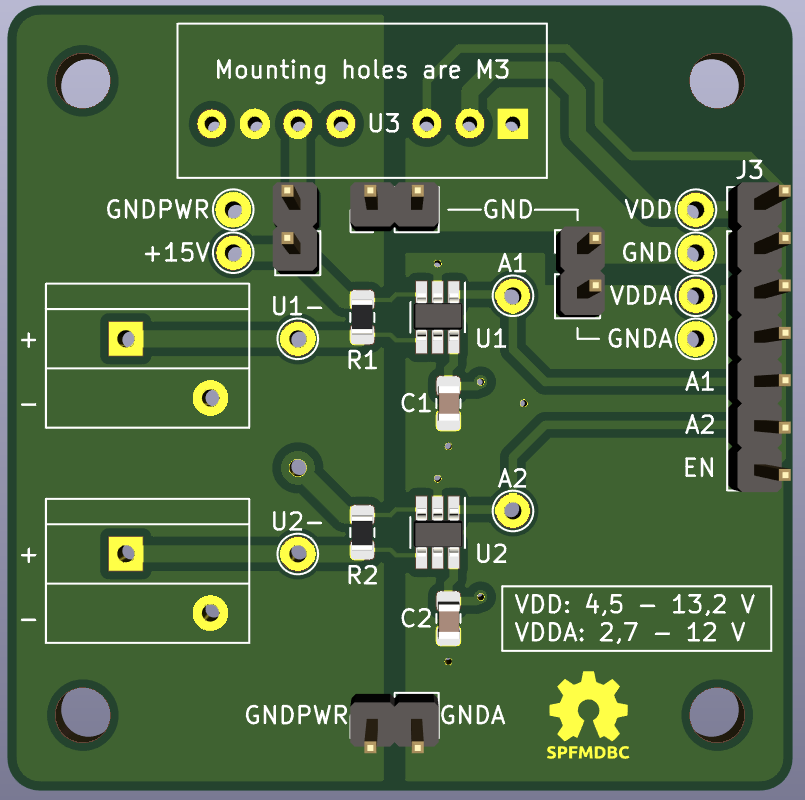 Mounting holes are M3
U3
J3
GNDPWR
GND
VDD
+15V
GND
A1
VDDA
U1-
+
U1
GNDA
R1
A1
-
C1
A2
EN
A2
U2-
+
U2
R2
VDD: 4,5 - 13,2 V
-
C2
VDDA: 2,7 - 12 V
GNDPWR
GNDA
SPFMDBC